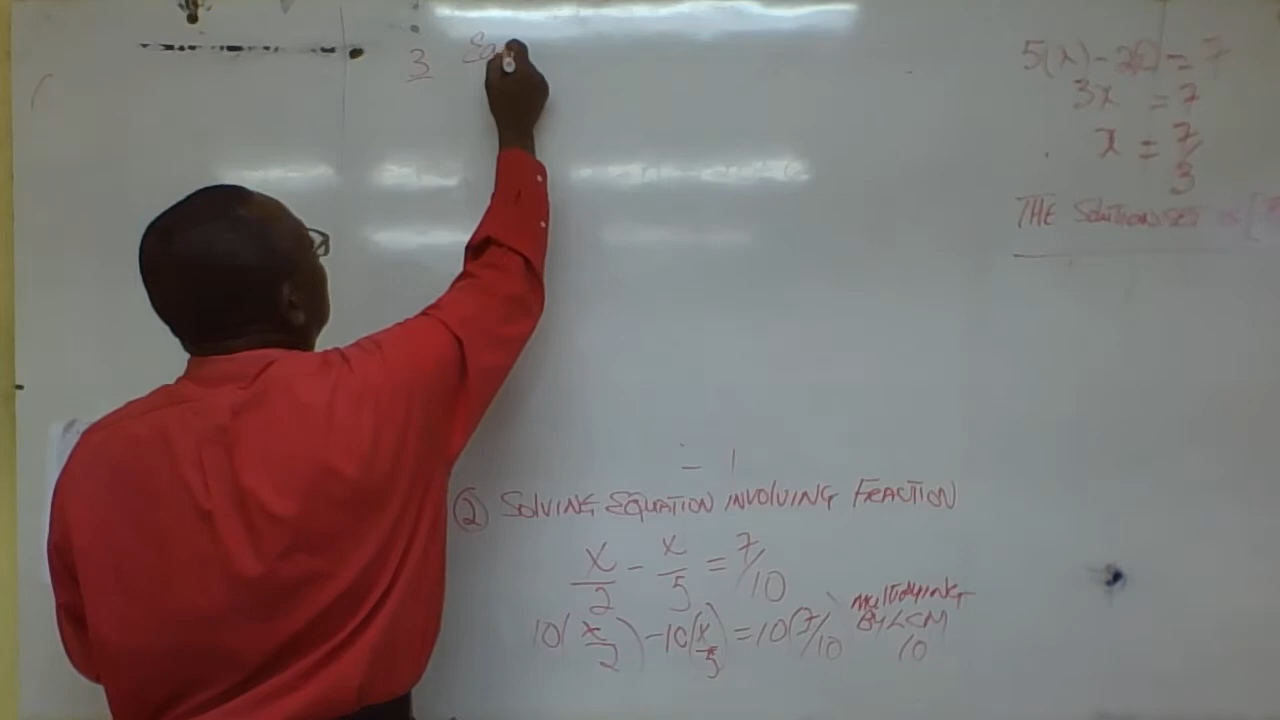 3
5(x) - 2(x) = 7
3x = 7
x = 7/3
THE Solution SET is
② SOLVING EQUATION INVOLVING FRACTION
x/2 - x/5 = 7/10
10(x/2) - 10(x/5) = 10(7/10
MULTIPLYING
BY LCM
10